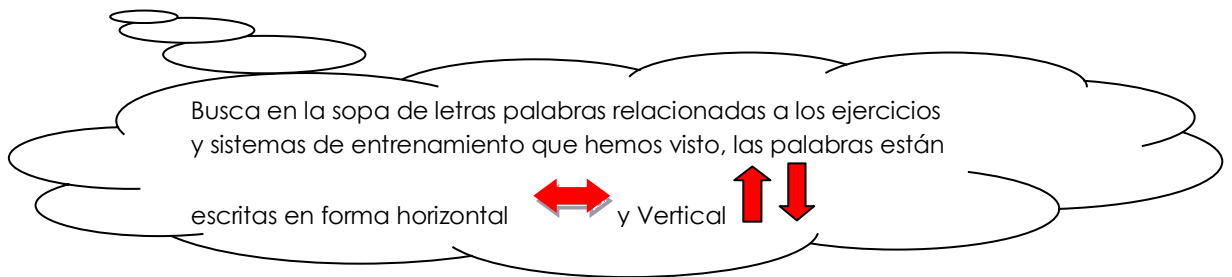 Busca en la sopa de letras palabras relacionadas a los ejercicios
y sistemas de entrenamiento que hemos visto, las palabras están
escritas en forma horizontal y Vertical